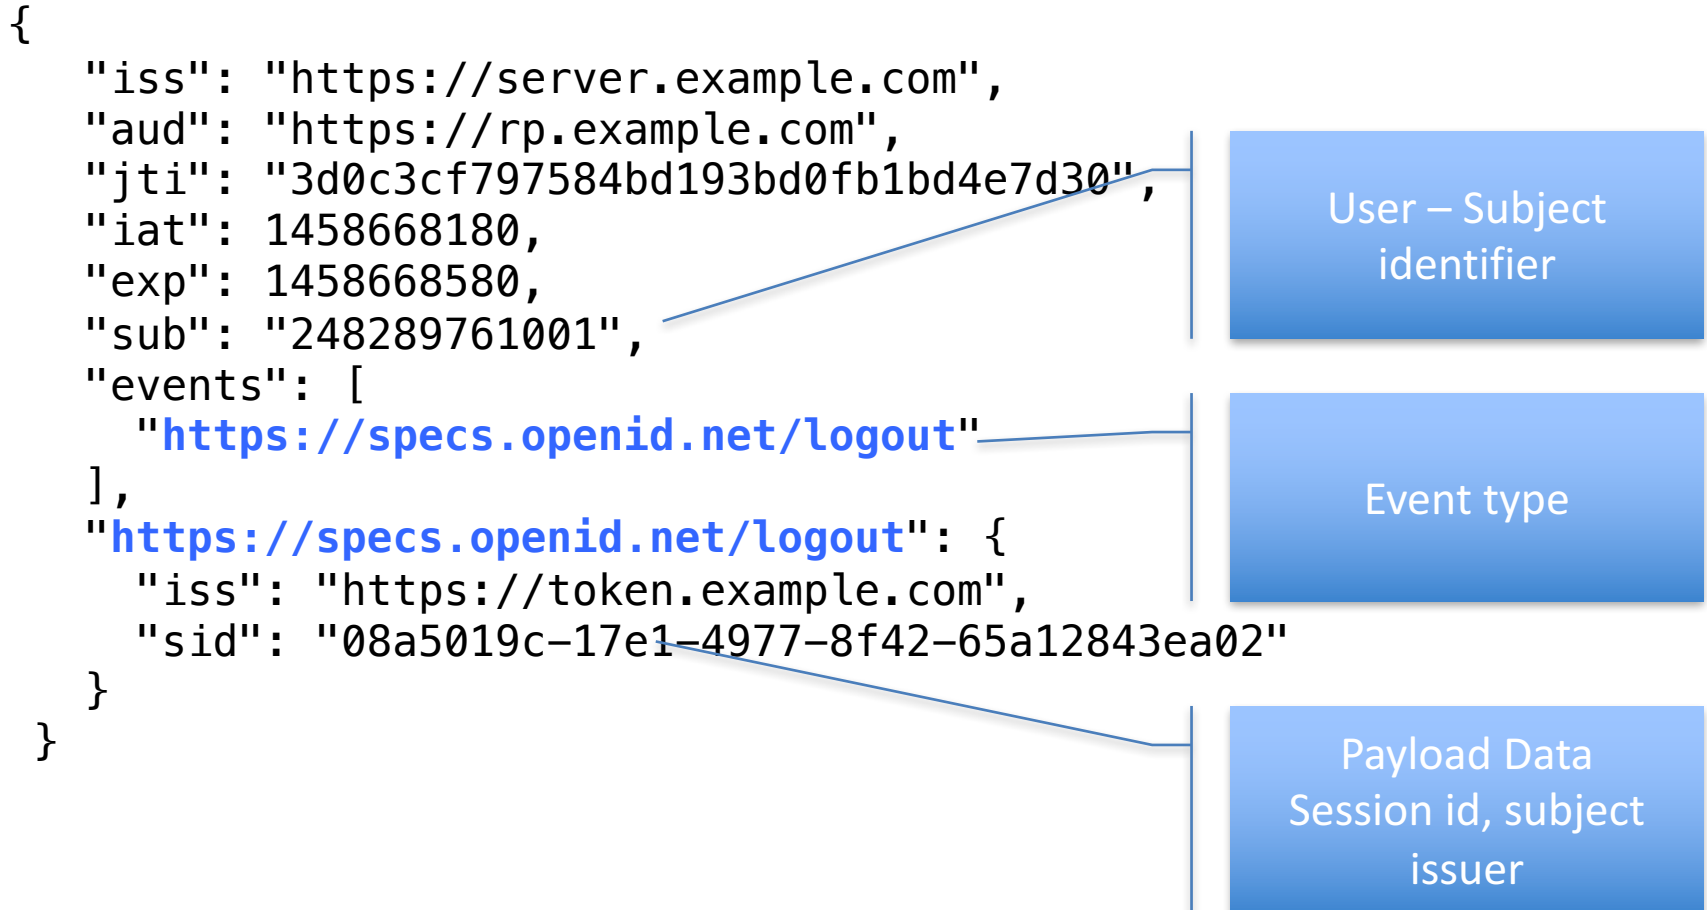 {
"iss": "https://server.example.com",
"aud": "https://rp.example.com",
"jti": "3d0c3cf797584bd193bd0fb1bd4e7d30",
"iat": 1458668180,
"exp": 1458668580,
"sub": "248289761001",
"events": [
"https://specs.openid.net/logout"
],
"https://specs.openid.net/logout": {
"iss": "https://token.example.com",
"sid": "08a5019c–17e1–4977–8f42–65a12843ea02"
}
}
User – Subject
identifier
Event type
Payload Data
Session id, subject
issuer